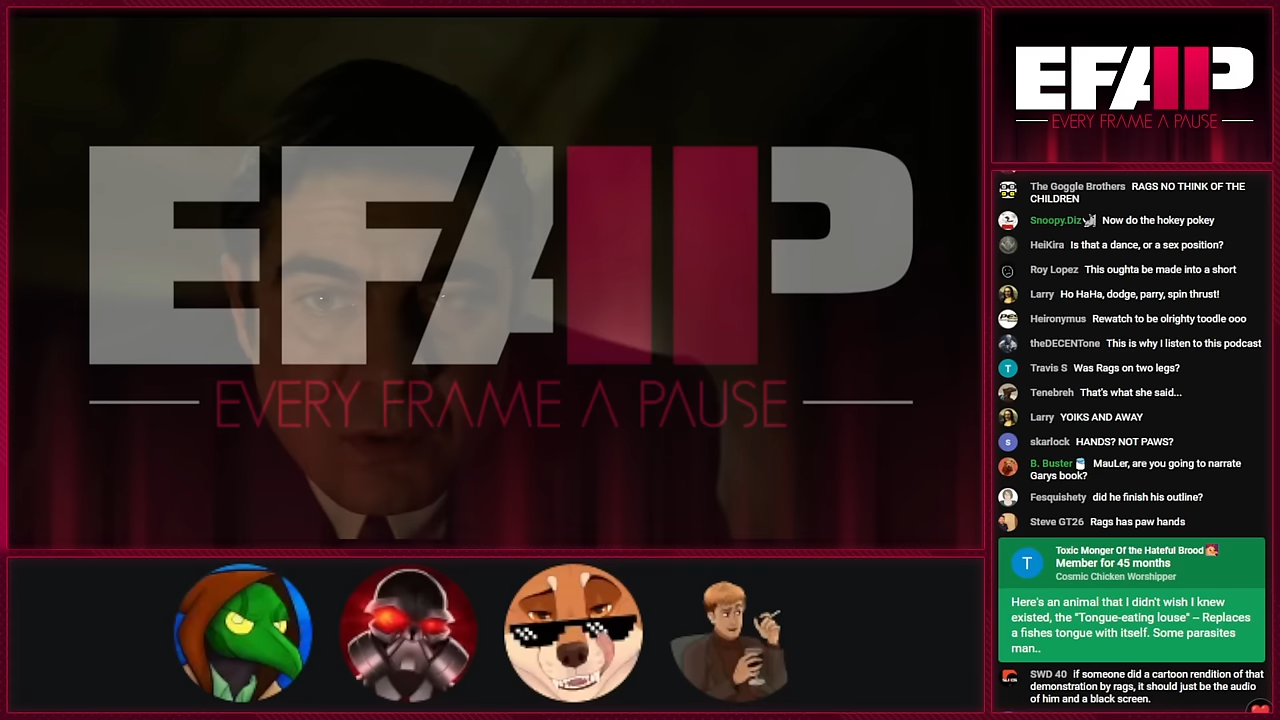 EFAP
EVERY FRAME A PAUSE
EFAP
EVERY FRAME A PAUSE
The Goggle Brothers RAGS NO THINK OF THE
CHILDREN
Snoopy.Diz Now do the hokey pokey
HeiKira Is that a dance, or a sex position?
Roy Lopez This oughta be made into a short
Larry Ho HaHa, dodge, parry, spin thrust!
Heironymus Rewatch to be olrighty toodle ooo
theDECENTone This is why I listen to this podcast
T Travis S Was Rags on two legs?
Tenebreh That's what she said...
Larry YOIKS AND AWAY
s skarlock HANDS? NOT PAWS?
B. Buster MauLer, are you going to narrate
Garys book?
Fesquishety did he finish his outline?
Steve GT26 Rags has paw hands
Toxic Monger Of the Hateful Brood
T Member for 45 months
Cosmic Chicken Worshipper
Here's an animal that I didn't wish I knew
existed, the "Tongue-eating louse" – Replaces
a fishes tongue with itself. Some parasites
man..
SWD 40 If someone did a cartoon rendition of that
demonstration by rags, it should just be the audio
of him and a black screen.